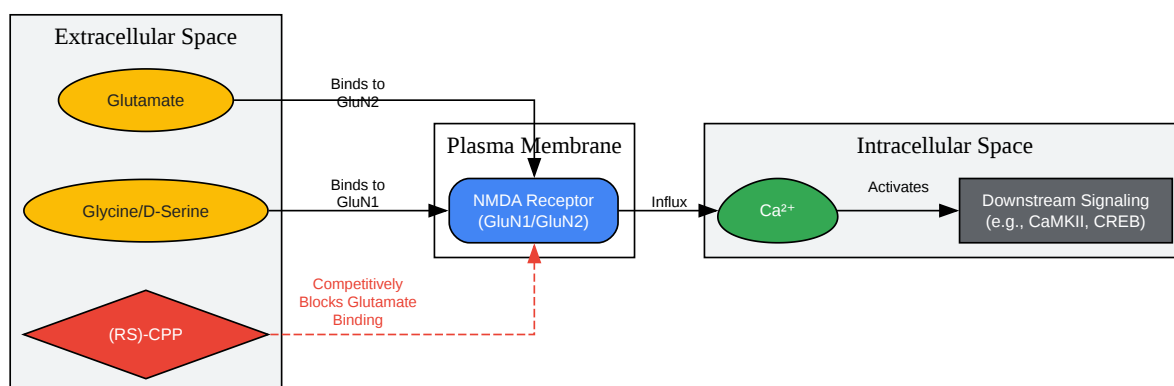 Extracellular Space
Glutamate
Binds to
GluN2
Plasma Membrane
Intracellular Space
Glycine/D-Serine
Binds to
GluN1
NMDA Receptor
(GluN1/GluN2)
Influx
Ca²⁺
Activates
Downstream Signaling
(e.g., CaMKII, CREB)
(RS)-CPP
Competitively
Blocks Glutamate
Binding